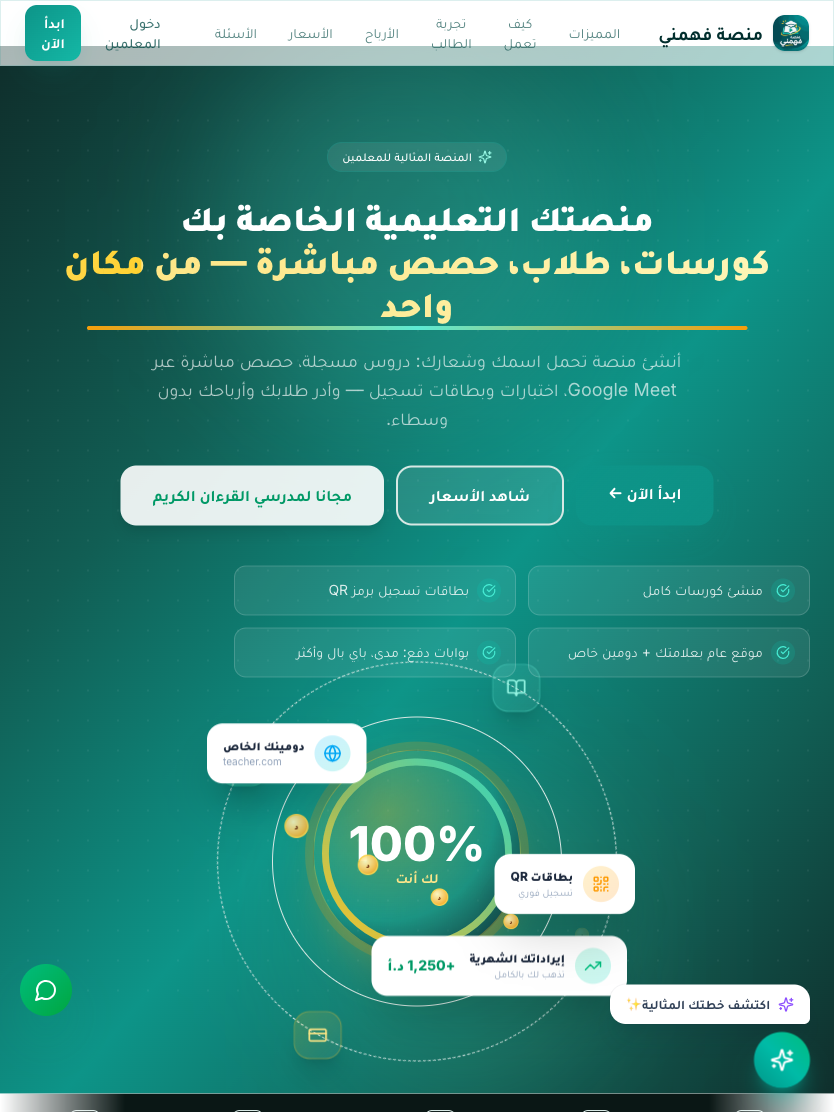 منصة فهمني
المميزات
كيف
تعمل
تجربة
الطالب
الأرباح
الأسعار
الأسئلة
دخول
المعلمين
ابدأ
الآن
المنصة المثالية للمعلمين
منصتك التعليمية الخاصة بك
كورسات، طلاب، حصص مباشرة — من مكان
واحد
أنشئ منصة تحمل اسمك وشعارك: دروس مسجلة، حصص مباشرة عبر
Google Meet، اختبارات وبطاقات تسجيل — وأدر طلابك وأرباحك بدون
وسطاء.
ابدأ الآن ←
شاهد الأسعار
مجانا لمدرسي القرءان الكريم
منشئ كورسات كامل
بطاقات تسجيل برمز QR
موقع عام بعلامتك + دومين خاص
بوابات دفع: مدى، باي بال وأكثر
دومينك الخاص
teacher.com
100%
لك أنت
بطاقات QR
تسجيل فوري
إيراداتك الشهرية
تذهب لك بالكامل
+1,250 د.أ
اكتشف خطتك المثالية✨